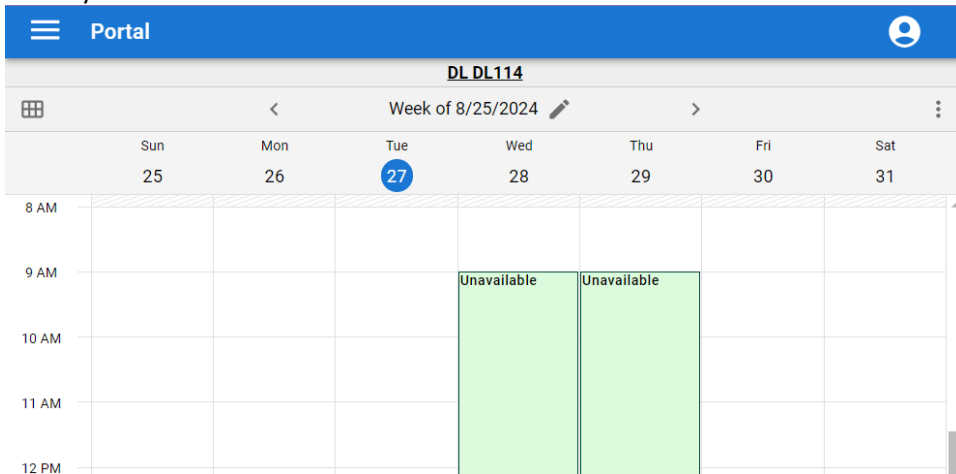 Portal
DL DL114
Week of 8/25/2024
Sun Mon Tue Wed Thu Fri Sat
25 26 27 28 29 30 31
8 AM
9 AM
Unavailable Unavailable
10 AM
11 AM
12 PM